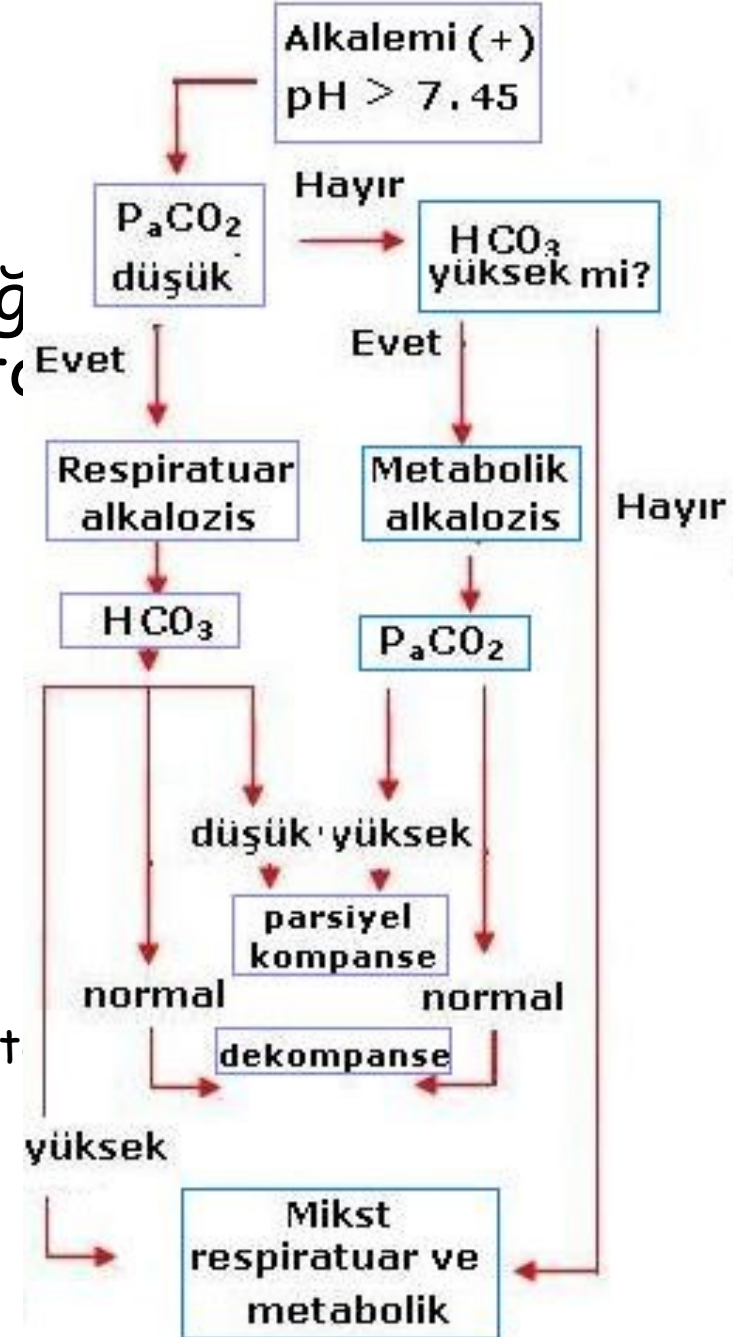 Alkalemi (+)
pH > 7.45
Hayır
PaCO₂
düşük
HCO₃
yüksek mi?
Evet
Evet
Respiratuar
alkalozis
Metabolik
alkalozis
Hayır
HCO₃
PaCO₂
düşük
yüksek
parsiyel
kompanse
normal
normal
dekompanse
yüksek
Mikst
respiratuar ve
metabolik